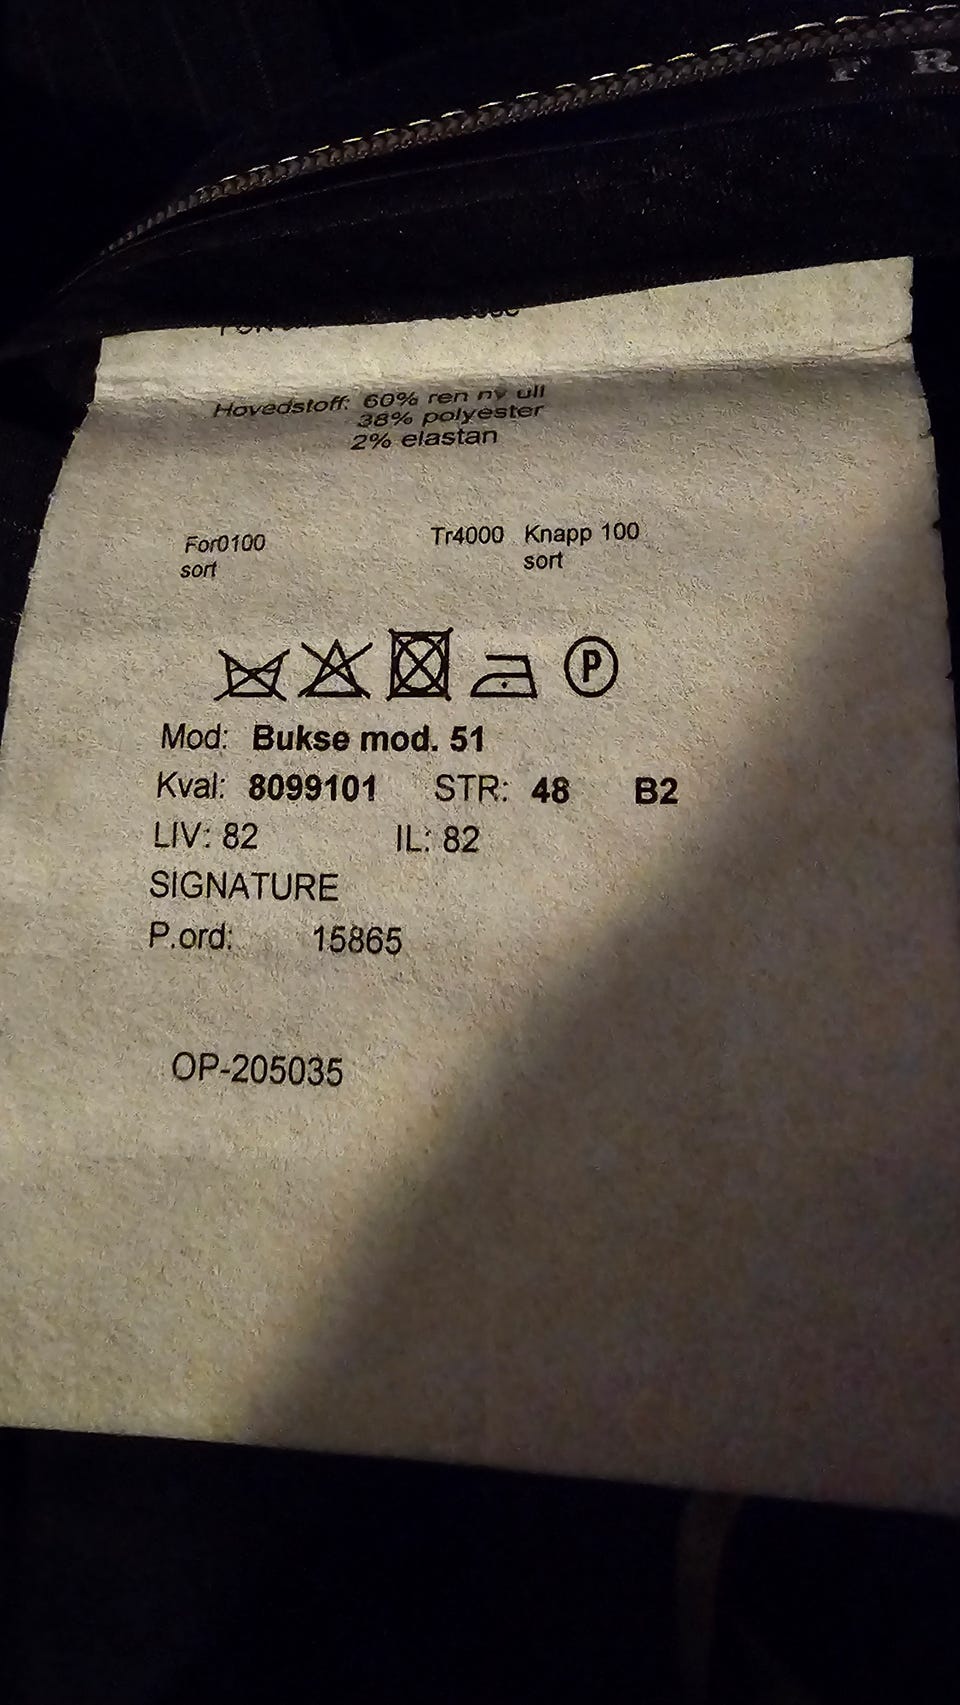 F R
Hovedstoff: 60% ren ny ull
38% polyester
2% elastan
For0100 Tr4000 Knapp 100
sort sort
P
Mod: Bukse mod. 51
Kval: 8099101 STR: 48 B2
LIV: 82 IL: 82
SIGNATURE
P.ord: 15865
OP-205035